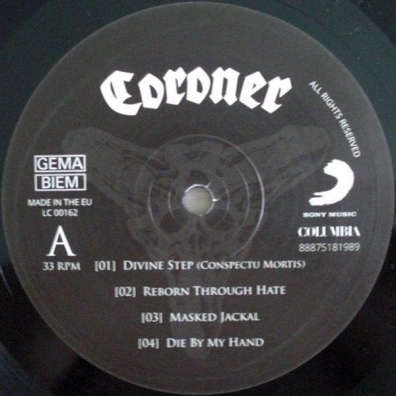 Coroner
ALL RIGHTS RESERVED
GEMA
BIEM
MADE IN THE EU
LC 00162
A
33 RPM
SONY MUSIC
COLUMBIA
88875181989
[01] DIVINE STEP (CONSPECTU MORTIS)
[02] REBORN THROUGH HATE
[03] MASKED JACKAL
[04] DIE BY MY HAND